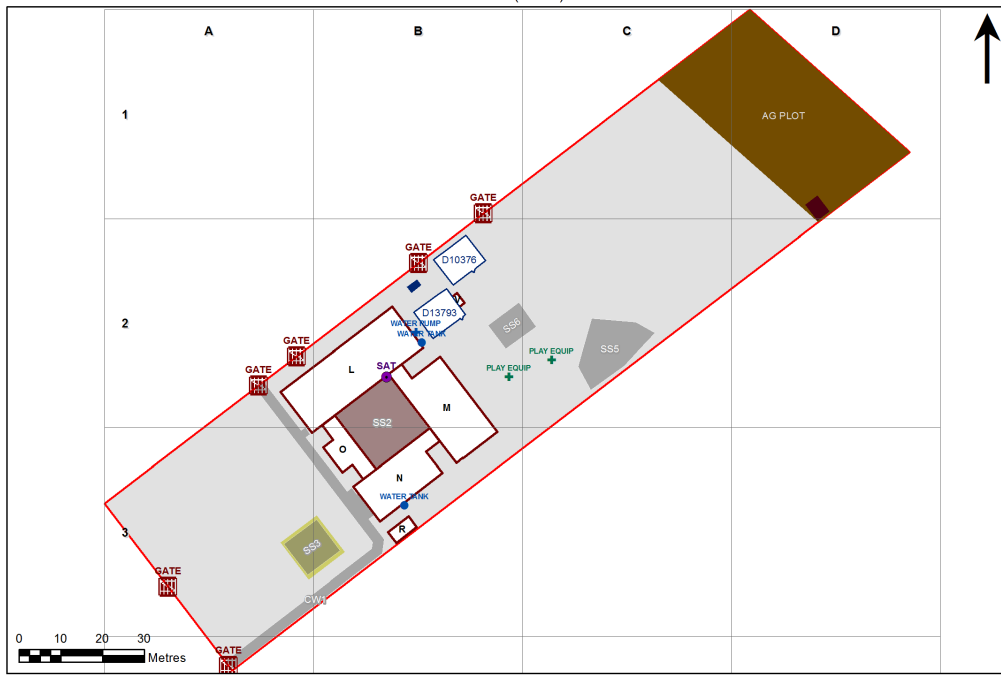 A
B
C
D
1
AG PLOT
GATE
GATE
D10376
D13793
2
WATER PUMP
WATER TANK
SS6
SS5
GATE
PLAY EQUIP
SAT
PLAY EQUIP
GATE
L
M
SS2
O
N
WATER TANK
R
3
SS3
GATE
CW1
0 10 20 30
Metres
GATE